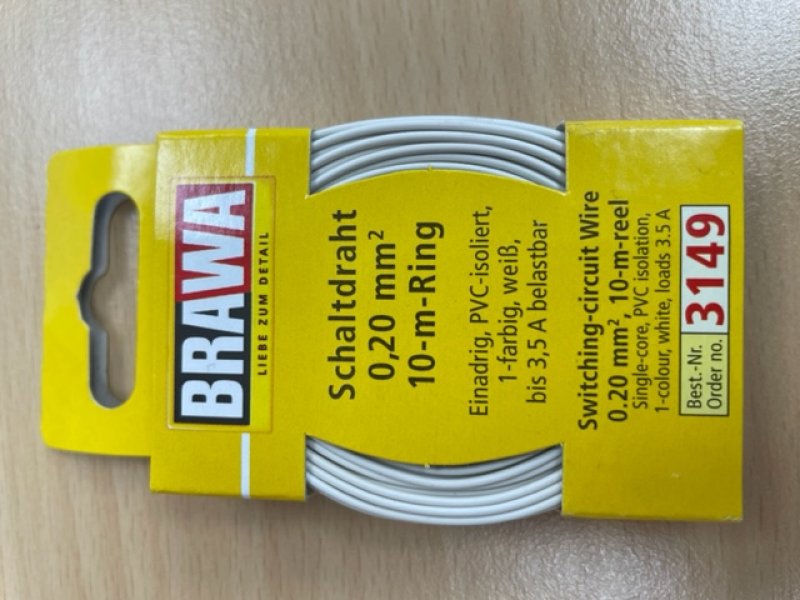 BRAWA
LIEBE ZUM DETAIL
Schaltdraht
0,20 mm²
10-m-Ring
Einadrig, PVC-isoliert,
1-farbig, weiß,
bis 3,5 A belastbar
Switching-circuit Wire
0.20 mm², 10-m-reel
Single-core, PVC isolation,
1-colour, white, loads 3.5 A
Best.-Nr.
Order no.
3149